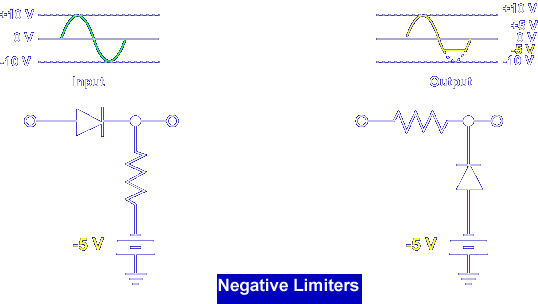 +10 V
0 V
-10 V
Input
+10 V
+5 V
0 V
-5 V
-10 V
Output
-5 V
-5 V
Negative Limiters